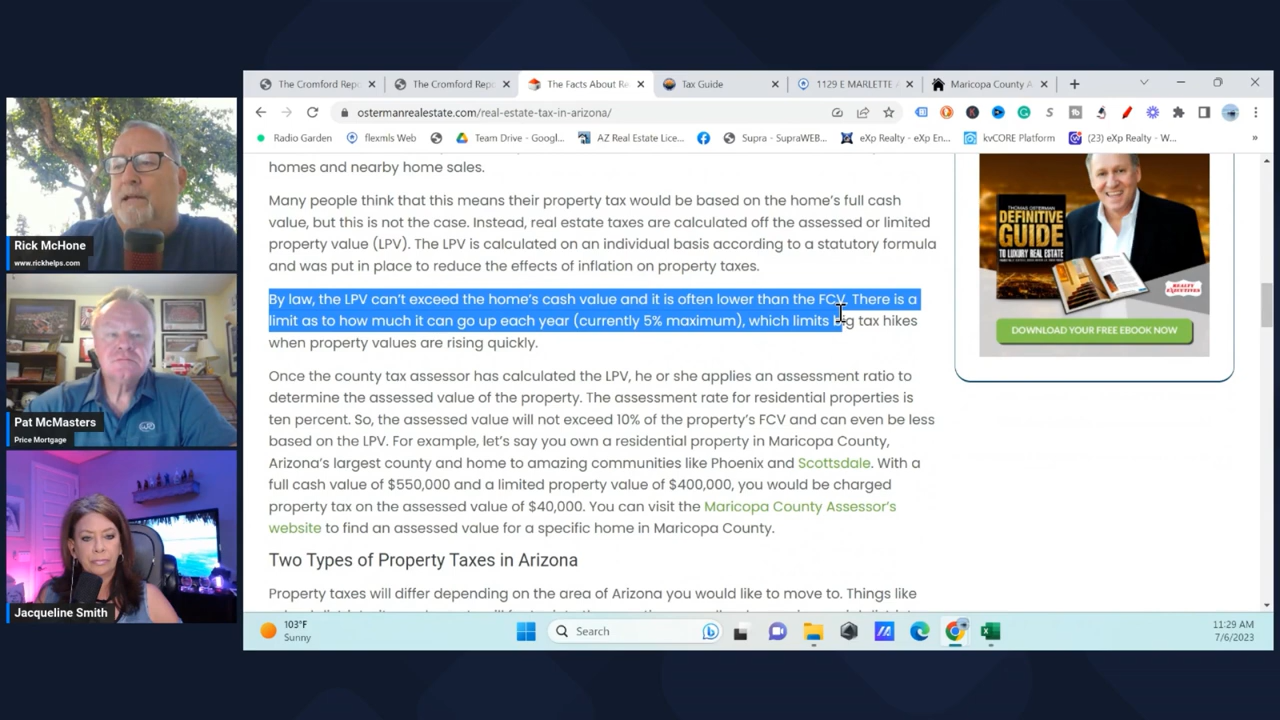 Rick McHone
www.rickhelps.com
Pat McMasters
Price Mortgage
Jacqueline Smith
The Cromford Repo
The Cromford Repo
The Facts About Re
Tax Guide
1129 E MARLETTE A
Maricopa County A
ostermanrealestate.com/real-estate-tax-in-arizona/
Radio Garden
flexmls Web
Team Drive - Googl...
AZ Real Estate Lice...
Supra - SupraWEB...
eXp Realty - eXp En...
kvCORE Platform
(23) eXp Realty - W...
homes and nearby home sales.
Many people think that this means their property tax would be based on the home's full cash
value, but this is not the case. Instead, real estate taxes are calculated off the assessed or limited
property value (LPV). The LPV is calculated on an individual basis according to a statutory formula
and was put in place to reduce the effects of inflation on property taxes.
By law, the LPV can't exceed the home's cash value and it is often lower than the FCV. There is a
limit as to how much it can go up each year (currently 5% maximum), which limits big tax hikes
when property values are rising quickly.
Once the county tax assessor has calculated the LPV, he or she applies an assessment ratio to
determine the assessed value of the property. The assessment rate for residential properties is
ten percent. So, the assessed value will not exceed 10% of the property's FCV and can even be less
based on the LPV. For example, let's say you own a residential property in Maricopa County,
Arizona's largest county and home to amazing communities like Phoenix and Scottsdale. With a
full cash value of $550,000 and a limited property value of $400,000, you would be charged
property tax on the assessed value of $40,000. You can visit the Maricopa County Assessor's
website to find an assessed value for a specific home in Maricopa County.
Two Types of Property Taxes in Arizona
Property taxes will differ depending on the area of Arizona you would like to move to. Things like
THOMAS OSTERMAN
DEFINITIVE
GUIDE
TO LUXURY REAL ESTATE
REALTY
EXECUTIVES
DOWNLOAD YOUR FREE EBOOK NOW
103°F
Sunny
Search
11:29 AM
7/6/2023